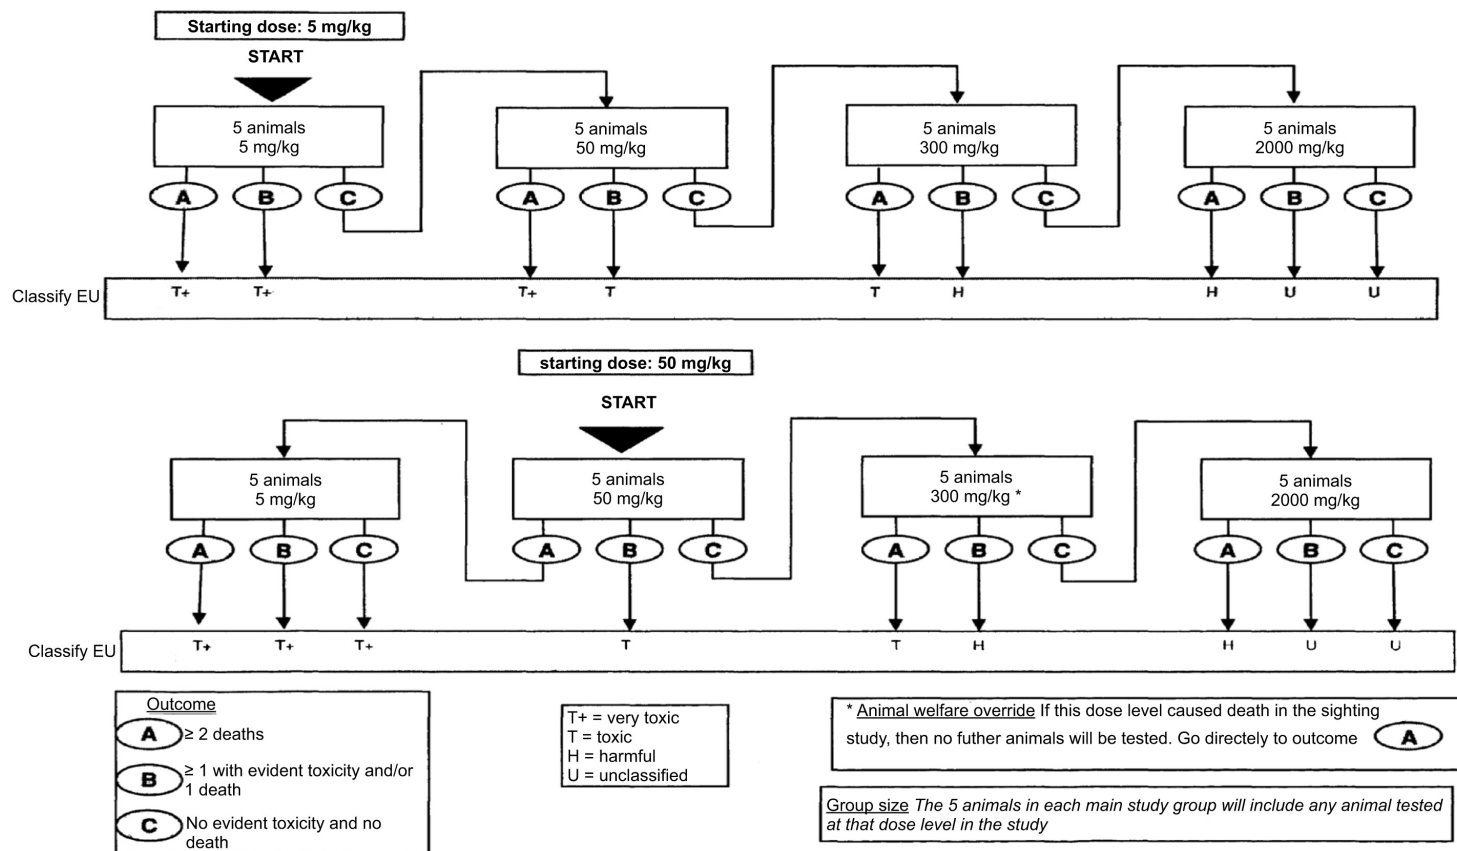 Starting dose: 5 mg/kg
START
5 animals
5 mg/kg
5 animals
50 mg/kg
5 animals
300 mg/kg
5 animals
2000 mg/kg
A B C A B C A B C A B C
Classify EU T+ T+ T+ T T H H U U
starting dose: 50 mg/kg
START
5 animals
5 mg/kg
5 animals
50 mg/kg
5 animals
300 mg/kg *
5 animals
2000 mg/kg
A B C A B C A B C A B C
Classify EU T+ T+ T+ T T H H U U
Outcome
A ≥ 2 deaths
B ≥ 1 with evident toxicity and/or
1 death
C No evident toxicity and no
death
T+ = very toxic
T = toxic
H = harmful
U = unclassified
* Animal welfare override If this dose level caused death in the sighting
study, then no futher animals will be tested. Go directely to outcome A
Group size The 5 animals in each main study group will include any animal tested
at that dose level in the study